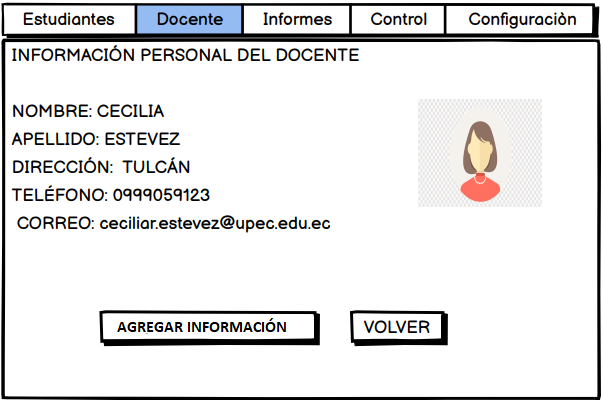 Estudiantes Docente Informes Control Configuraciòn
INFORMACIÓN PERSONAL DEL DOCENTE
NOMBRE: CECILIA
APELLIDO: ESTEVEZ
DIRECCIÓN: TULCÁN
TELÉFONO: 0999059123
CORREO: ceciliar.estevez@upec.edu.ec
AGREGAR INFORMACIÓN VOLVER